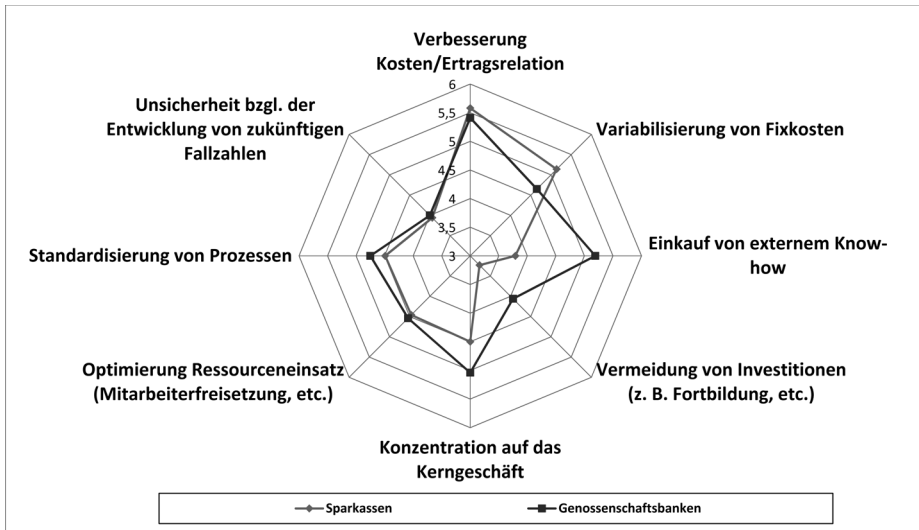 Verbesserung
Kosten/Ertragsrelation
6
5,5
5
4,5
4
3,5
3
Variabilisierung von Fixkosten
Einkauf von externem Know-
how
Vermeidung von Investitionen
(z. B. Fortbildung, etc.)
Konzentration auf das
Kerngeschäft
Optimierung Ressourceneinsatz
(Mitarbeiterfreisetzung, etc.)
Standardisierung von Prozessen
Unsicherheit bzgl. der
Entwicklung von zukünftigen
Fallzahlen
Sparkassen
Genossenschaftsbanken